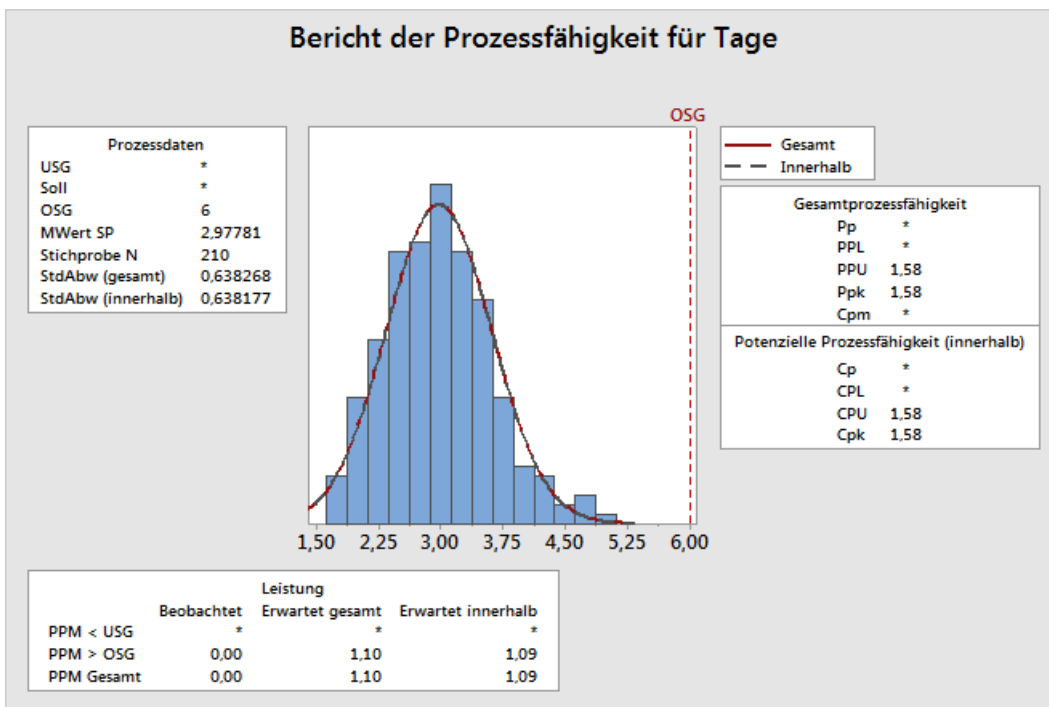 Bericht der Prozessfähigkeit für Tage
OSG
Prozessdaten
USG *
Soll *
OSG 6
MWert SP 2,97781
Stichprobe N 210
StdAbw (gesamt) 0,638268
StdAbw (innerhalb) 0,638177
Gesamt
Innerhalb
Gesamtprozessfähigkeit
Pp *
PPL *
PPU 1,58
Ppk 1,58
Cpm *
Potenzielle Prozessfähigkeit (innerhalb)
Cp *
CPL *
CPU 1,58
Cpk 1,58
1,50 2,25 3,00 3,75 4,50 5,25 6,00
Leistung
Beobachtet Erwartet gesamt Erwartet innerhalb
PPM < USG * * *
PPM > OSG 0,00 1,10 1,09
PPM Gesamt 0,00 1,10 1,09